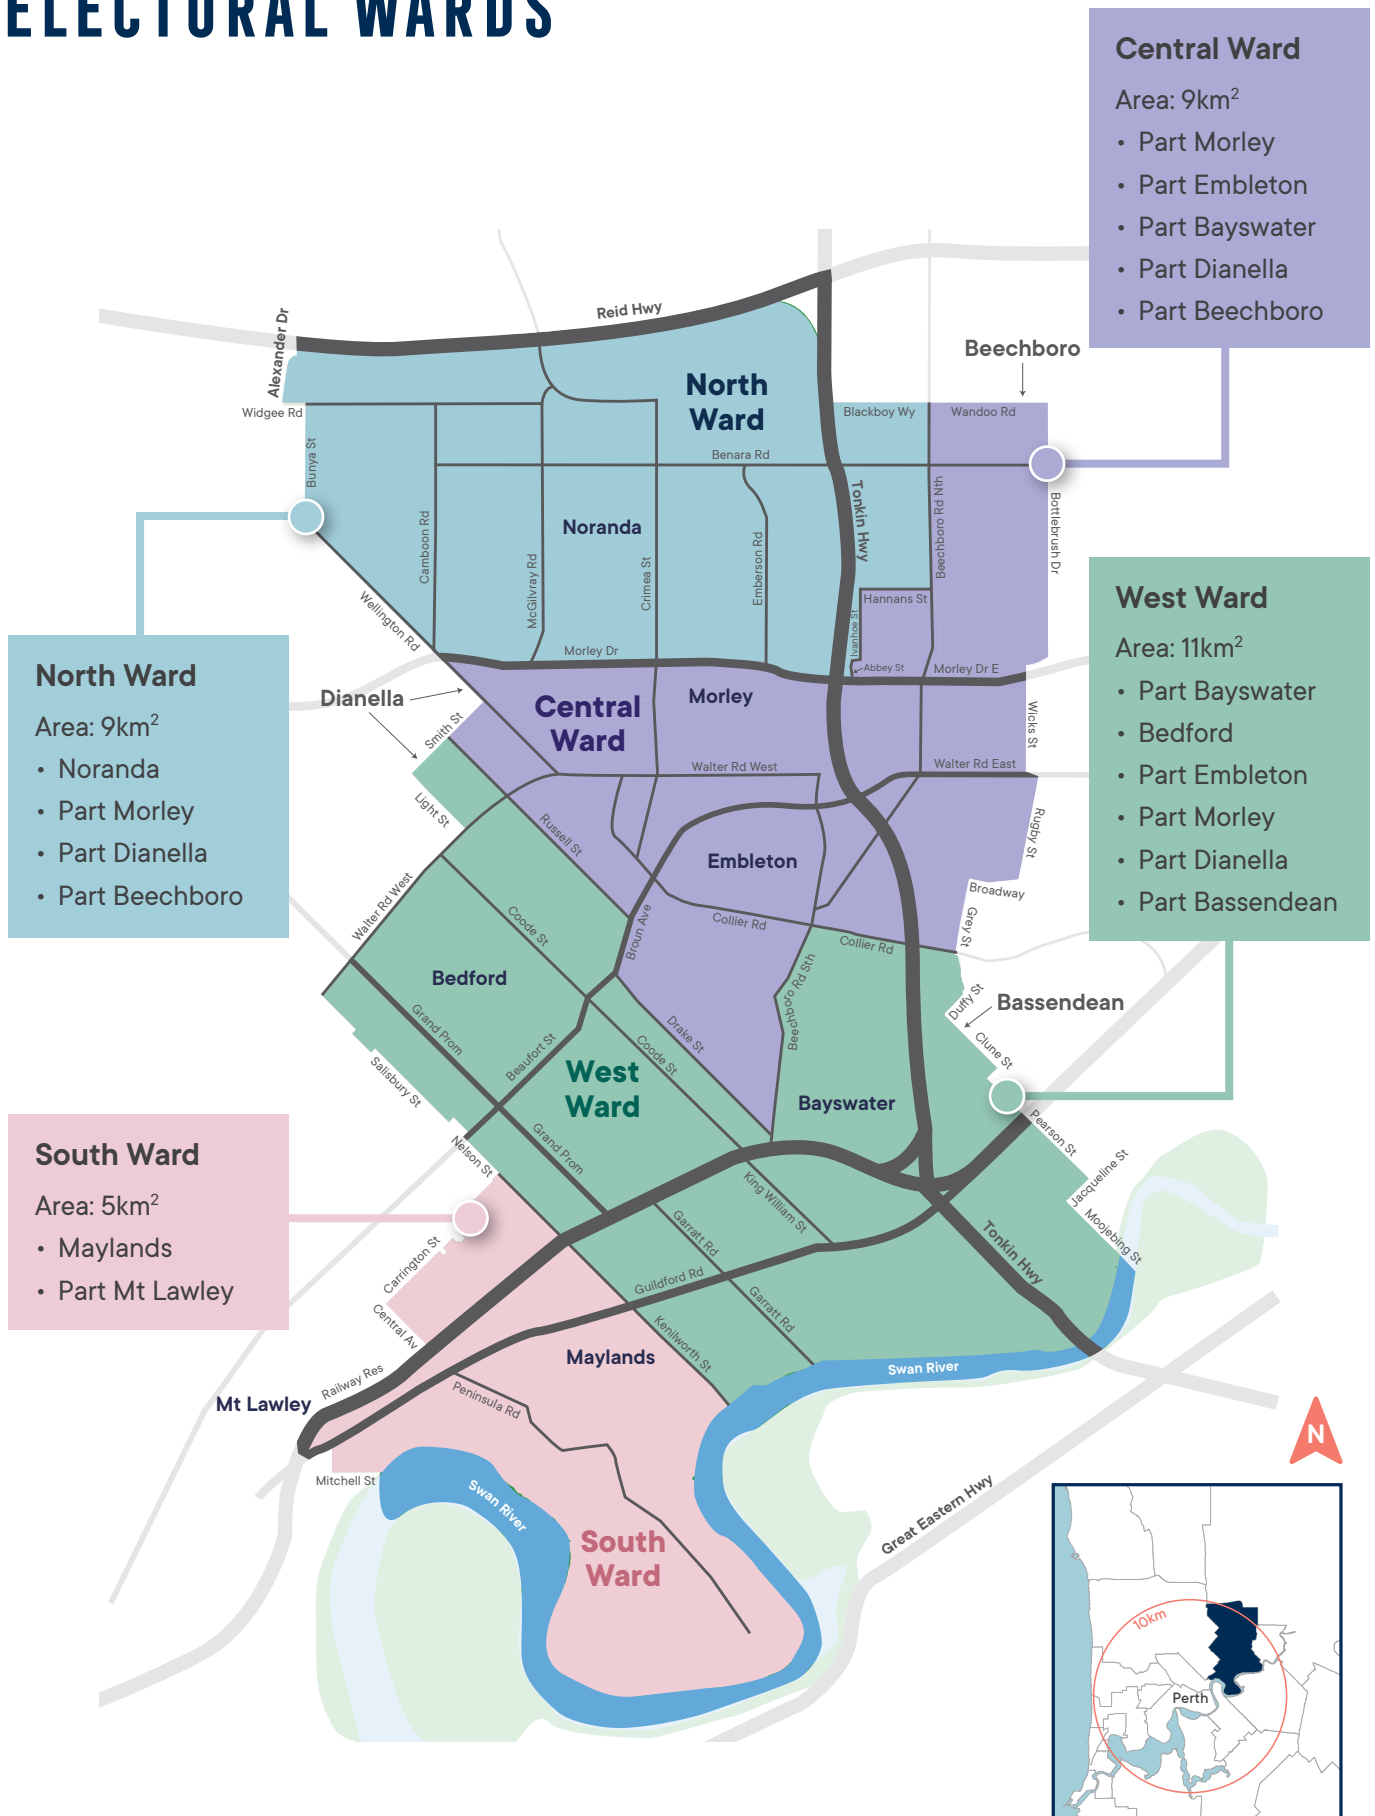 ELECTORAL WARDS
Central Ward
Area: 9km²
• Part Morley
• Part Embleton
• Part Bayswater
• Part Dianella
• Part Beechboro
Reid Hwy
Alexander Dr
Beechboro
North
Ward
Widgee Rd
Blackboy Wy
Wandoo Rd
Bunya St
Benara Rd
Tonkin Hwy
Beechboro Rd Nth
Bottlebrush Dr
Noranda
Camboon Rd
McGilvray Rd
Crimea St
Emberson Rd
Wellington Rd
Hannans St
Ivanhoe St
Abbey St
Morley Dr
Morley Dr E
West Ward
Area: 11km²
• Part Bayswater
• Bedford
• Part Embleton
• Part Morley
• Part Dianella
• Part Bassendean
North Ward
Area: 9km²
• Noranda
• Part Morley
• Part Dianella
• Part Beechboro
Dianella
Central
Ward
Morley
Smith St
Wicks St
Walter Rd West
Walter Rd East
Light St
Russell St
Rugby St
Embleton
Broadway
Walter Rd West
Coode St
Broun Ave
Collier Rd
Collier Rd
Grey St
Bedford
Beechboro Rd Sth
Duffy St
Bassendean
Grand Prom
Drake St
Clune St
Beaufort St
Coode St
Salisbury St
West
Ward
Bayswater
South Ward
Area: 5km²
• Maylands
• Part Mt Lawley
Nelson St
Grand Prom
Pearson St
King William St
Jacqueline St
Moojebing St
Garratt Rd
Tonkin Hwy
Carrington St
Guildford Rd
Garratt Rd
Central Av
Kenilworth St
Maylands
Swan River
Railway Res
Mt Lawley
Peninsula Rd
Mitchell St
Swan River
N
Great Eastern Hwy
South
Ward
10km
Perth